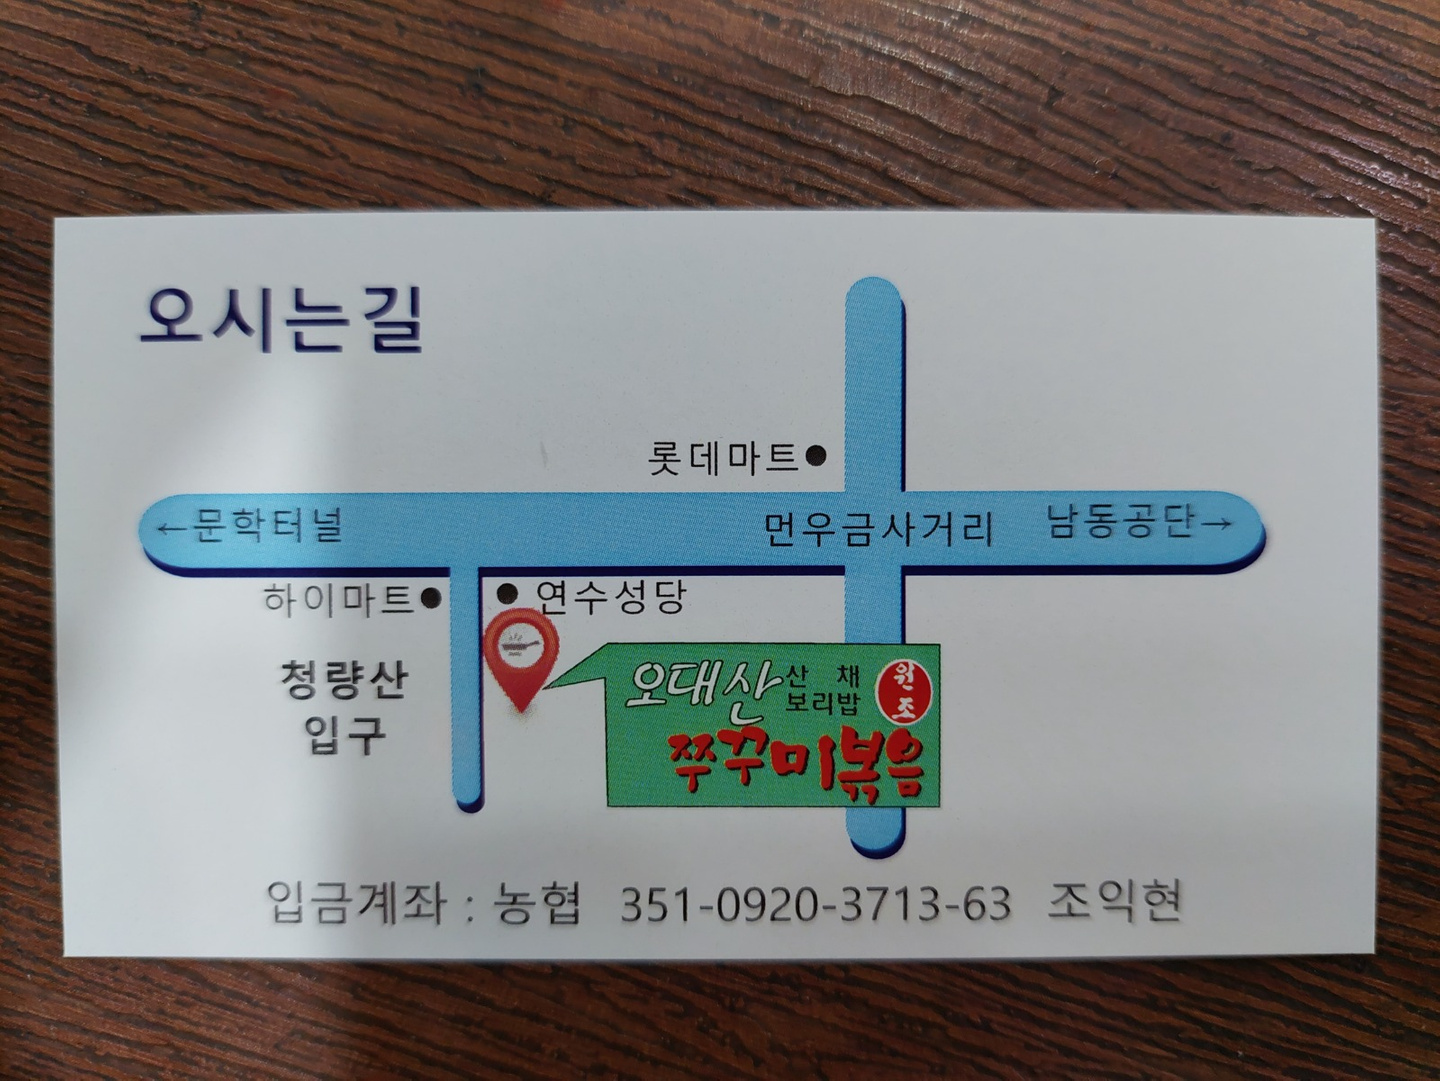 오시는길
롯데마트●
←문학터널
먼우금사거리
남동공단→
하이마트●
● 연수성당
청량산
입구
오대산
산 채
보리밥
원조
쭈꾸미볶음
입금계좌 : 농협 351-0920-3713-63 조익현